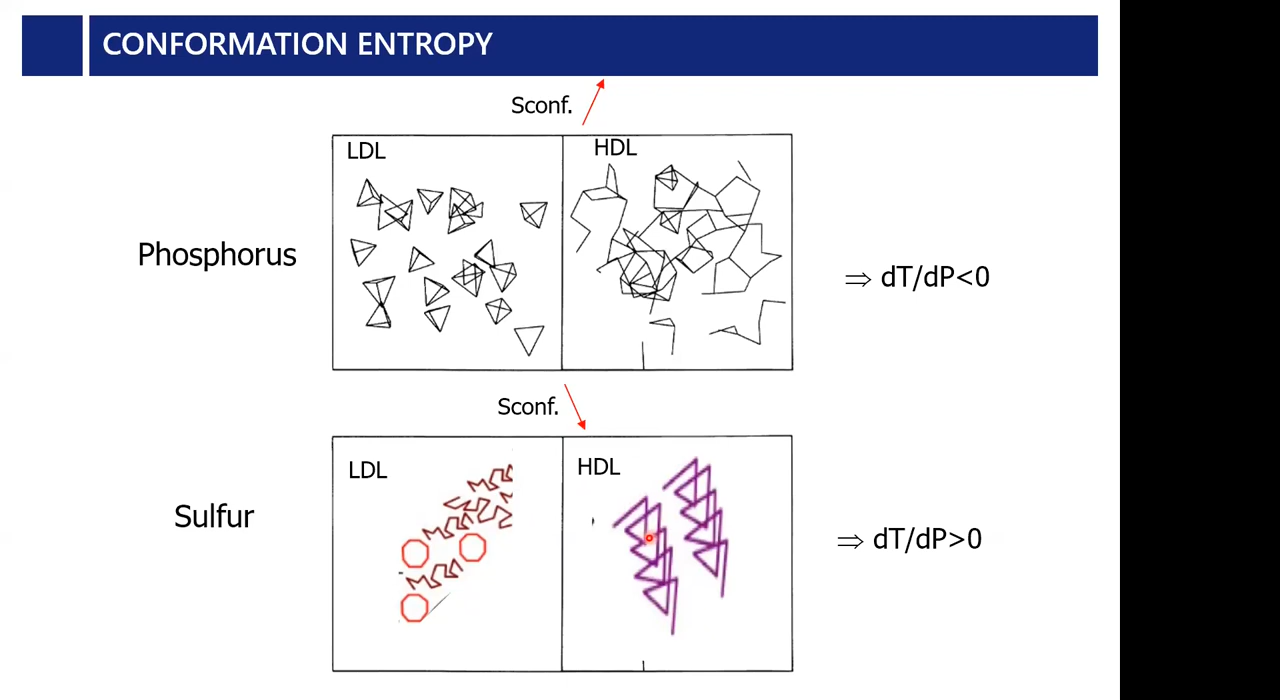 CONFORMATION ENTROPY
Sconf.
LDL
HDL
Phosphorus
⇒ dT/dP<0
Sconf.
LDL
HDL
Sulfur
⇒ dT/dP>0